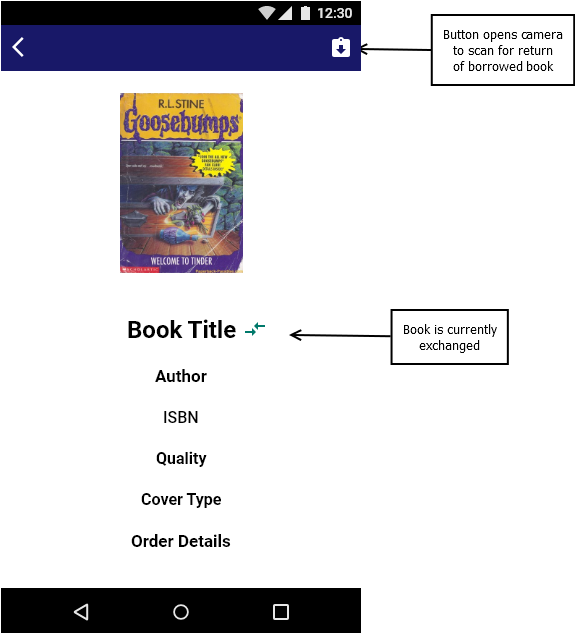 12:30
Button opens camera
to scan for return
of borrowed book
R.L. STINE
Goosebumps
WELCOME TO TINDER
SCHOLASTIC
Book Title
Book is currently
exchanged
Author
ISBN
Quality
Cover Type
Order Details